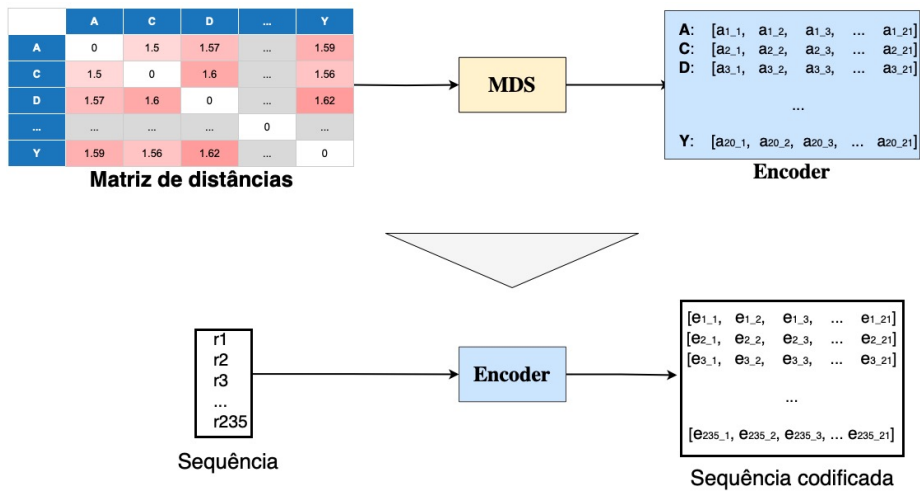 A C D ... Y
A 0 1.5 1.57 ... 1.59
C 1.5 0 1.6 ... 1.56
D 1.57 1.6 0 ... 1.62
... ... ... ... 0 ...
Y 1.59 1.56 1.62 ... 0
Matriz de distâncias
MDS
A: [a1_1, a1_2, a1_3, ... a1_21]
C: [a2_1, a2_2, a2_3, ... a2_21]
D: [a3_1, a3_2, a3_3, ... a3_21]
...
Y: [a20_1, a20_2, a20_3, ... a20_21]
Encoder
r1
r2
r3
...
r235
Sequência
Encoder
[e1_1, e1_2, e1_3, ... e1_21]
[e2_1, e2_2, e2_3, ... e2_21]
[e3_1, e3_2, e3_3, ... e3_21]
...
[e235_1, e235_2, e235_3, ... e235_21]
Sequência codificada